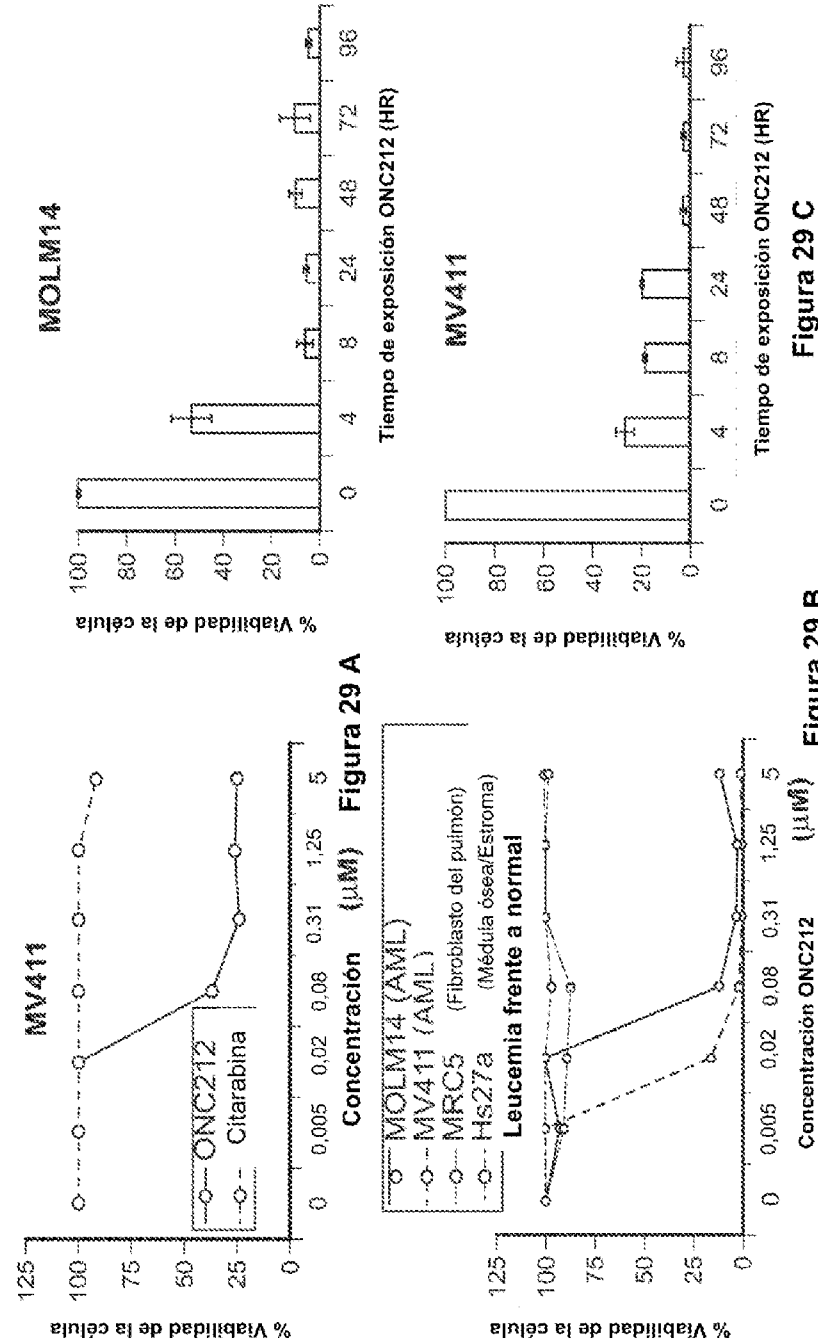 MV411
% Viabilidad de la célula
125
100
75
50
25
0
ONC212
Citarabina
0 0,005 0,02 0,08 0,31 1,25 5
Concentración (µM)
Figura 29 A
MOLM14 (AML)
MV411 (AML)
MRC5 (Fibroblasto del pulmón)
Hs27a (Médula ósea/Estroma)
Leucemia frente a normal
% Viabilidad de la célula
125
100
75
50
25
0
0 0,005 0,02 0,08 0,31 1,25 5
Concentración ONC212 (µM)
Figura 29 B
MOLM14
% Viabilidad de la célula
100
80
60
40
20
0
0 4 8 24 48 72 96
Tiempo de exposición ONC212 (HR)
MV411
% Viabilidad de la célula
100
80
60
40
20
0
0 4 8 24 48 72 96
Tiempo de exposición ONC212 (HR)
Figura 29 C